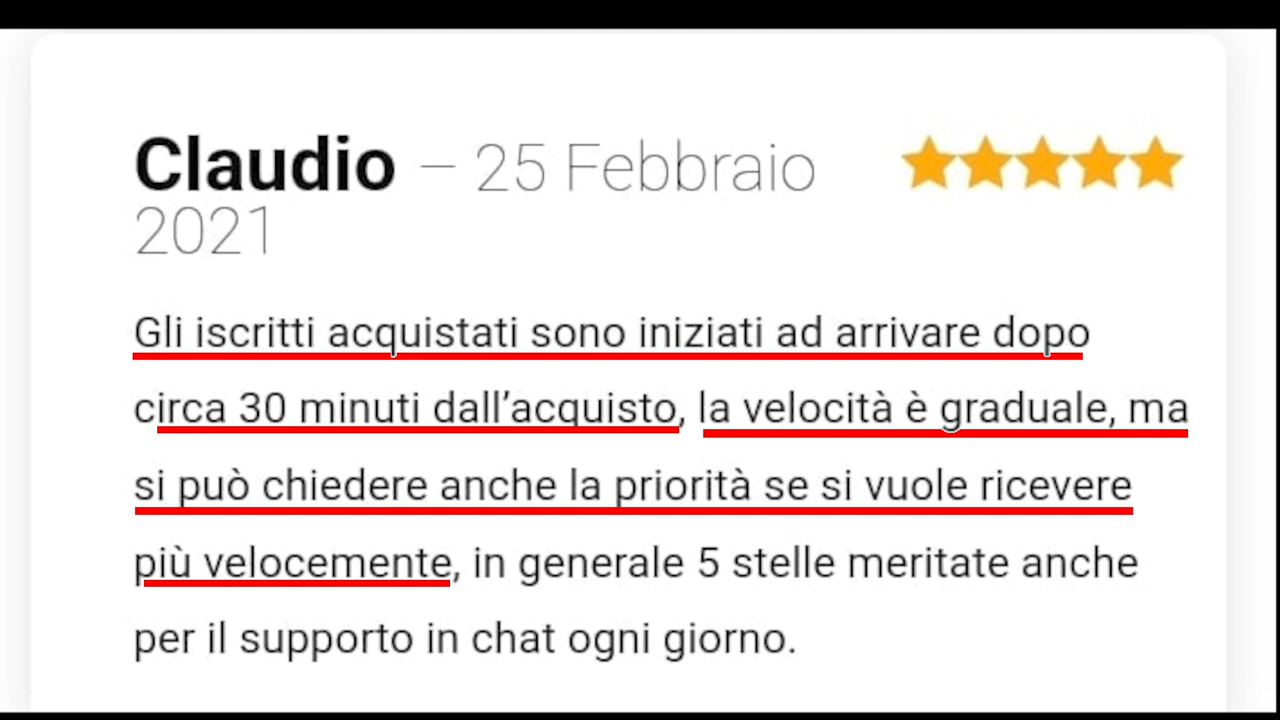 Claudio – 25 Febbraio
2021
Gli iscritti acquistati sono iniziati ad arrivare dopo
circa 30 minuti dall’acquisto, la velocità è graduale, ma
si può chiedere anche la priorità se si vuole ricevere
più velocemente, in generale 5 stelle meritate anche
per il supporto in chat ogni giorno.